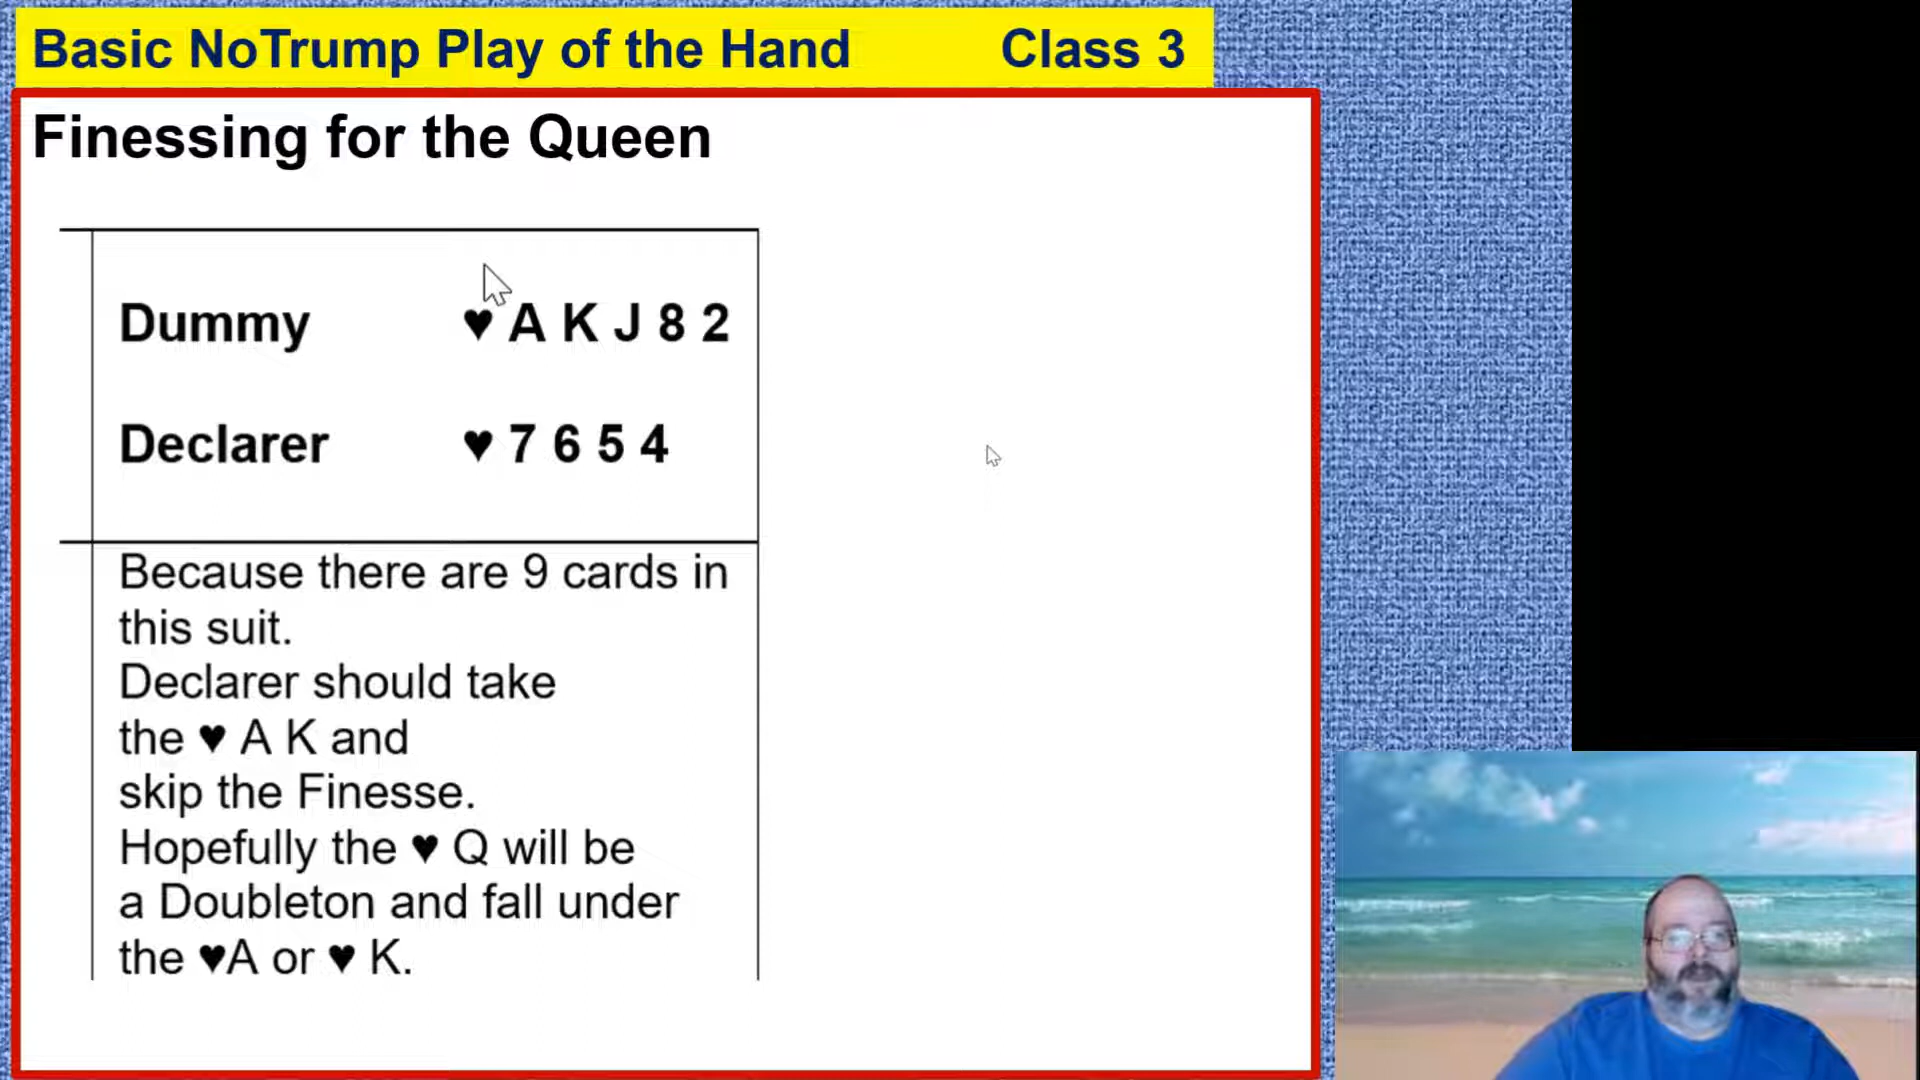 Basic NoTrump Play of the Hand Class 3
Finessing for the Queen
Dummy ♥ A K J 8 2
Declarer ♥ 7 6 5 4
Because there are 9 cards in
this suit.
Declarer should take
the ♥ A K and
skip the Finesse.
Hopefully the ♥ Q will be
a Doubleton and fall under
the ♥A or ♥ K.